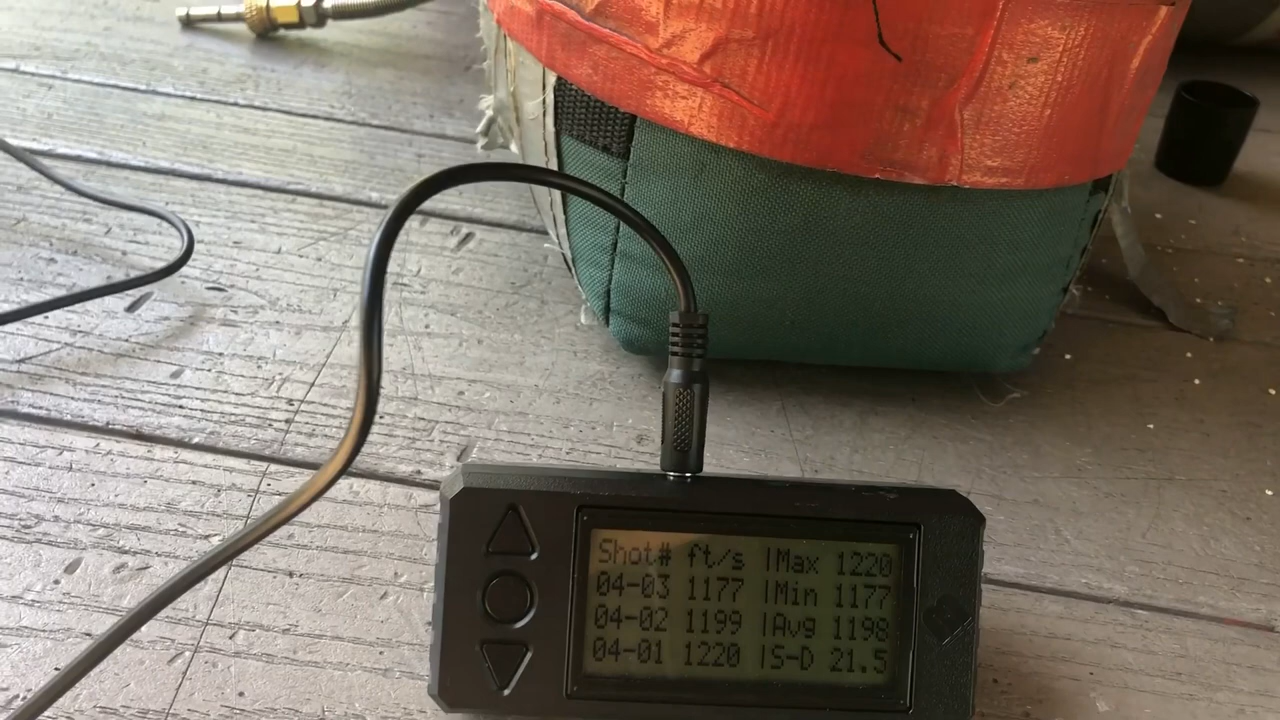 Shot# ft/s |Max 1220
04-03 1177 |Min 1177
04-02 1199 |Avg 1198
04-01 1220 |S-D 21.5